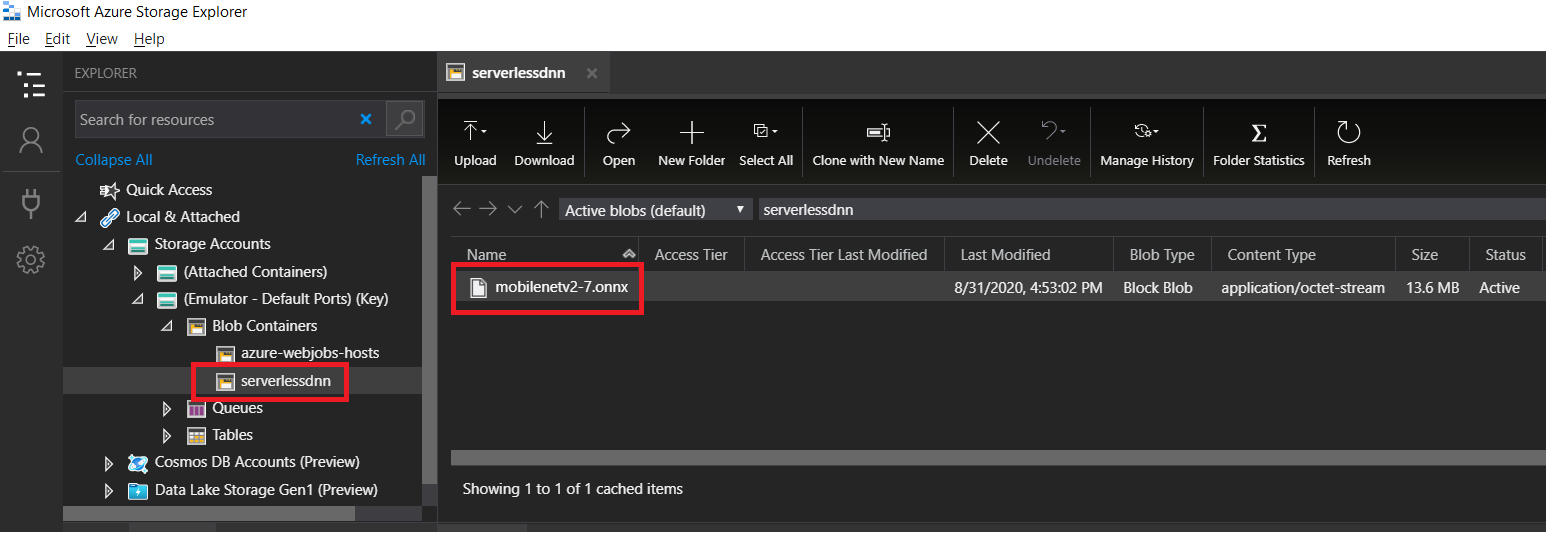 Microsoft Azure Storage Explorer
File Edit View Help
EXPLORER
Search for resources
Collapse All Refresh All
Quick Access
Local & Attached
Storage Accounts
(Attached Containers)
(Emulator - Default Ports) (Key)
Blob Containers
azure-webjobs-hosts
serverlessdnn
Queues
Tables
Cosmos DB Accounts (Preview)
Data Lake Storage Gen1 (Preview)
serverlessdnn
Upload Download Open New Folder Select All Clone with New Name Delete Undelete Manage History Folder Statistics Refresh
Active blobs (default) serverlessdnn
Name Access Tier Access Tier Last Modified Last Modified Blob Type Content Type Size Status
mobilenetv2-7.onnx 8/31/2020, 4:53:02 PM Block Blob application/octet-stream 13.6 MB Active
Showing 1 to 1 of 1 cached items